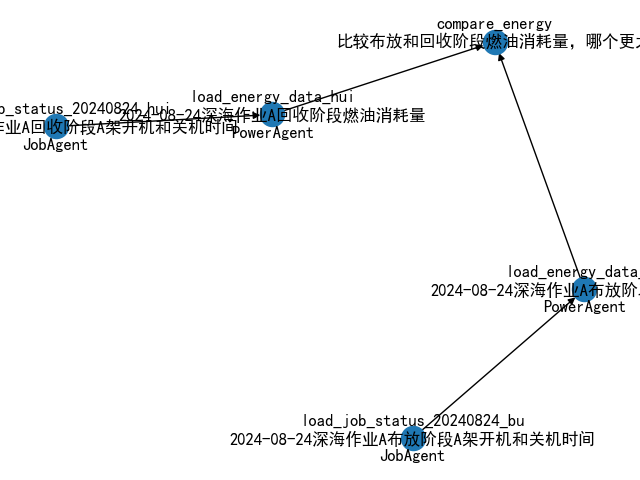 compare_energy
比较布放和回收阶段燃油消耗量，哪个更
load_energy_data_hui
2024-08-24深海作业A回收阶段燃油消耗量
PowerAgent
b_status_20240824_hui
作业A回收阶段A架开机和关机时间
JobAgent
load_energy_data_
2024-08-24深海作业A布放阶
PowerAgent
load_job_status_20240824_bu
2024-08-24深海作业A布放阶段A架开机和关机时间
JobAgent